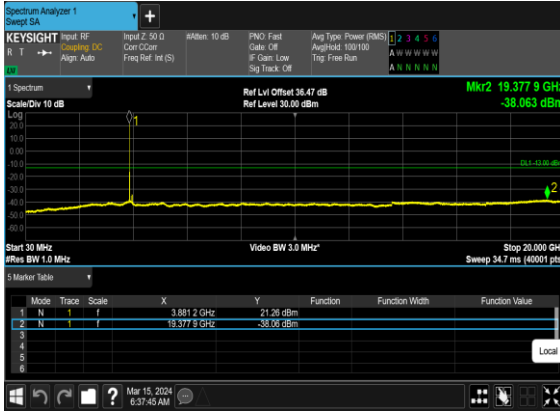 Spectrum Analyzer 1
Swept SA
+
KEYSIGHT Input: RF Input Z: 50 Ω #Atten: 10 dB PNO: Fast Avg Type: Power (RMS) 1 2 3 4 5 6
R T Coupling: DC Corr CCorr Gate: Off Avg|Hold: 100/100 A W W W W W
Align: Auto Freq Ref: Int (S) IF Gain: Low Trig: Free Run
Sig Track: Off A N N N N N
1 Spectrum
Scale/Div 10 dB
Ref Lvl Offset 36.47 dB
Ref Level 30.00 dBm
Mkr2 19.377 9 GHz
-38.063 dBm
Log
20.0
10.0
0.00
-10.0
-20.0
-30.0
-40.0
-50.0
-60.0
1
DL1 -13.00 dBm
2
Start 30 MHz Video BW 3.0 MHz* Stop 20.000 GHz
#Res BW 1.0 MHz Sweep 34.7 ms (40001 pts)
5 Marker Table
Mode Trace Scale X Y Function Function Width Function Value
1 N 1 f 3.881 2 GHz 21.26 dBm
2 N 1 f 19.377 9 GHz -38.06 dBm
3
4
5
6
Local
? Mar 15, 2024
6:37:45 AM